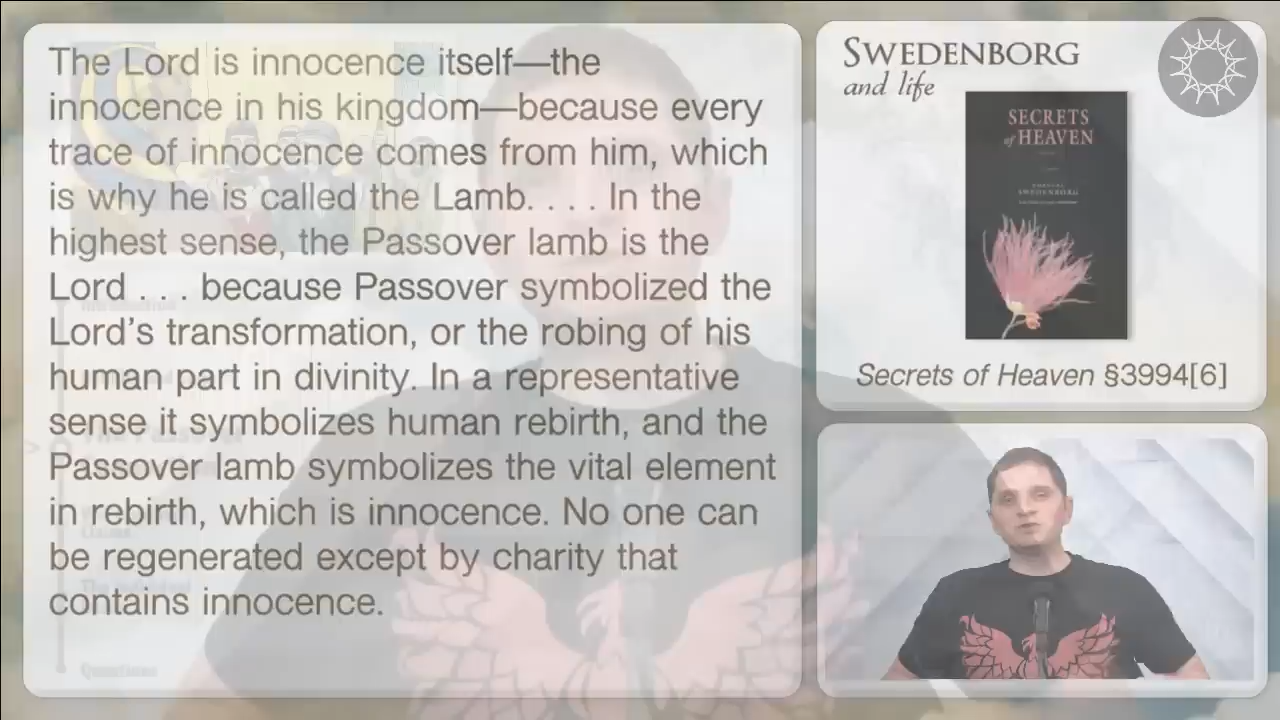 The Lord is innocence itself—the
innocence in his kingdom—because every
trace of innocence comes from him, which
is why he is called the Lamb. . . . In the
highest sense, the Passover lamb is the
Lord . . . because Passover symbolized the
Lord’s transformation, or the robing of his
human part in divinity. In a representative
sense it symbolizes human rebirth, and the
Passover lamb symbolizes the vital element
in rebirth, which is innocence. No one can
be regenerated except by charity that
contains innocence.
SWEDENBORG
and life
SECRETS
of HEAVEN
SWEDENBORG
Secrets of Heaven §3994[6]
Questions